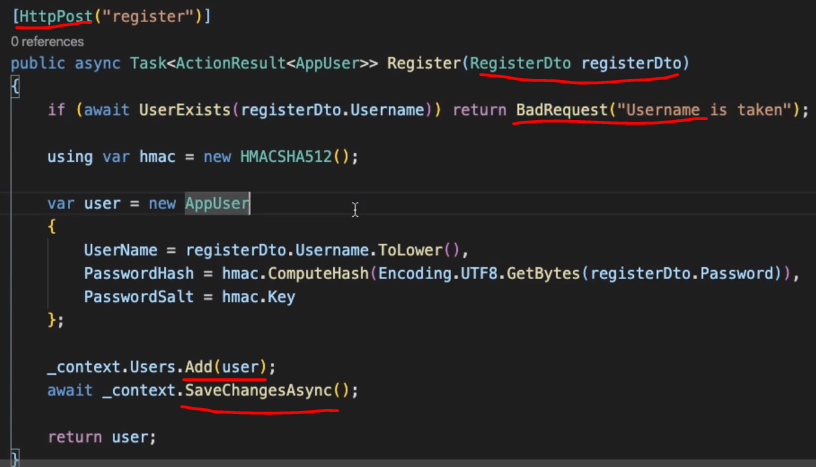 [HttpPost("register")]
0 references
public async Task<ActionResult<AppUser>> Register(RegisterDto registerDto)
{
if (await UserExists(registerDto.Username)) return BadRequest("Username is taken");
using var hmac = new HMACSHA512();
var user = new AppUser
{
UserName = registerDto.Username.ToLower(),
PasswordHash = hmac.ComputeHash(Encoding.UTF8.GetBytes(registerDto.Password)),
PasswordSalt = hmac.Key
};
_context.Users.Add(user);
await _context.SaveChangesAsync();
return user;
}